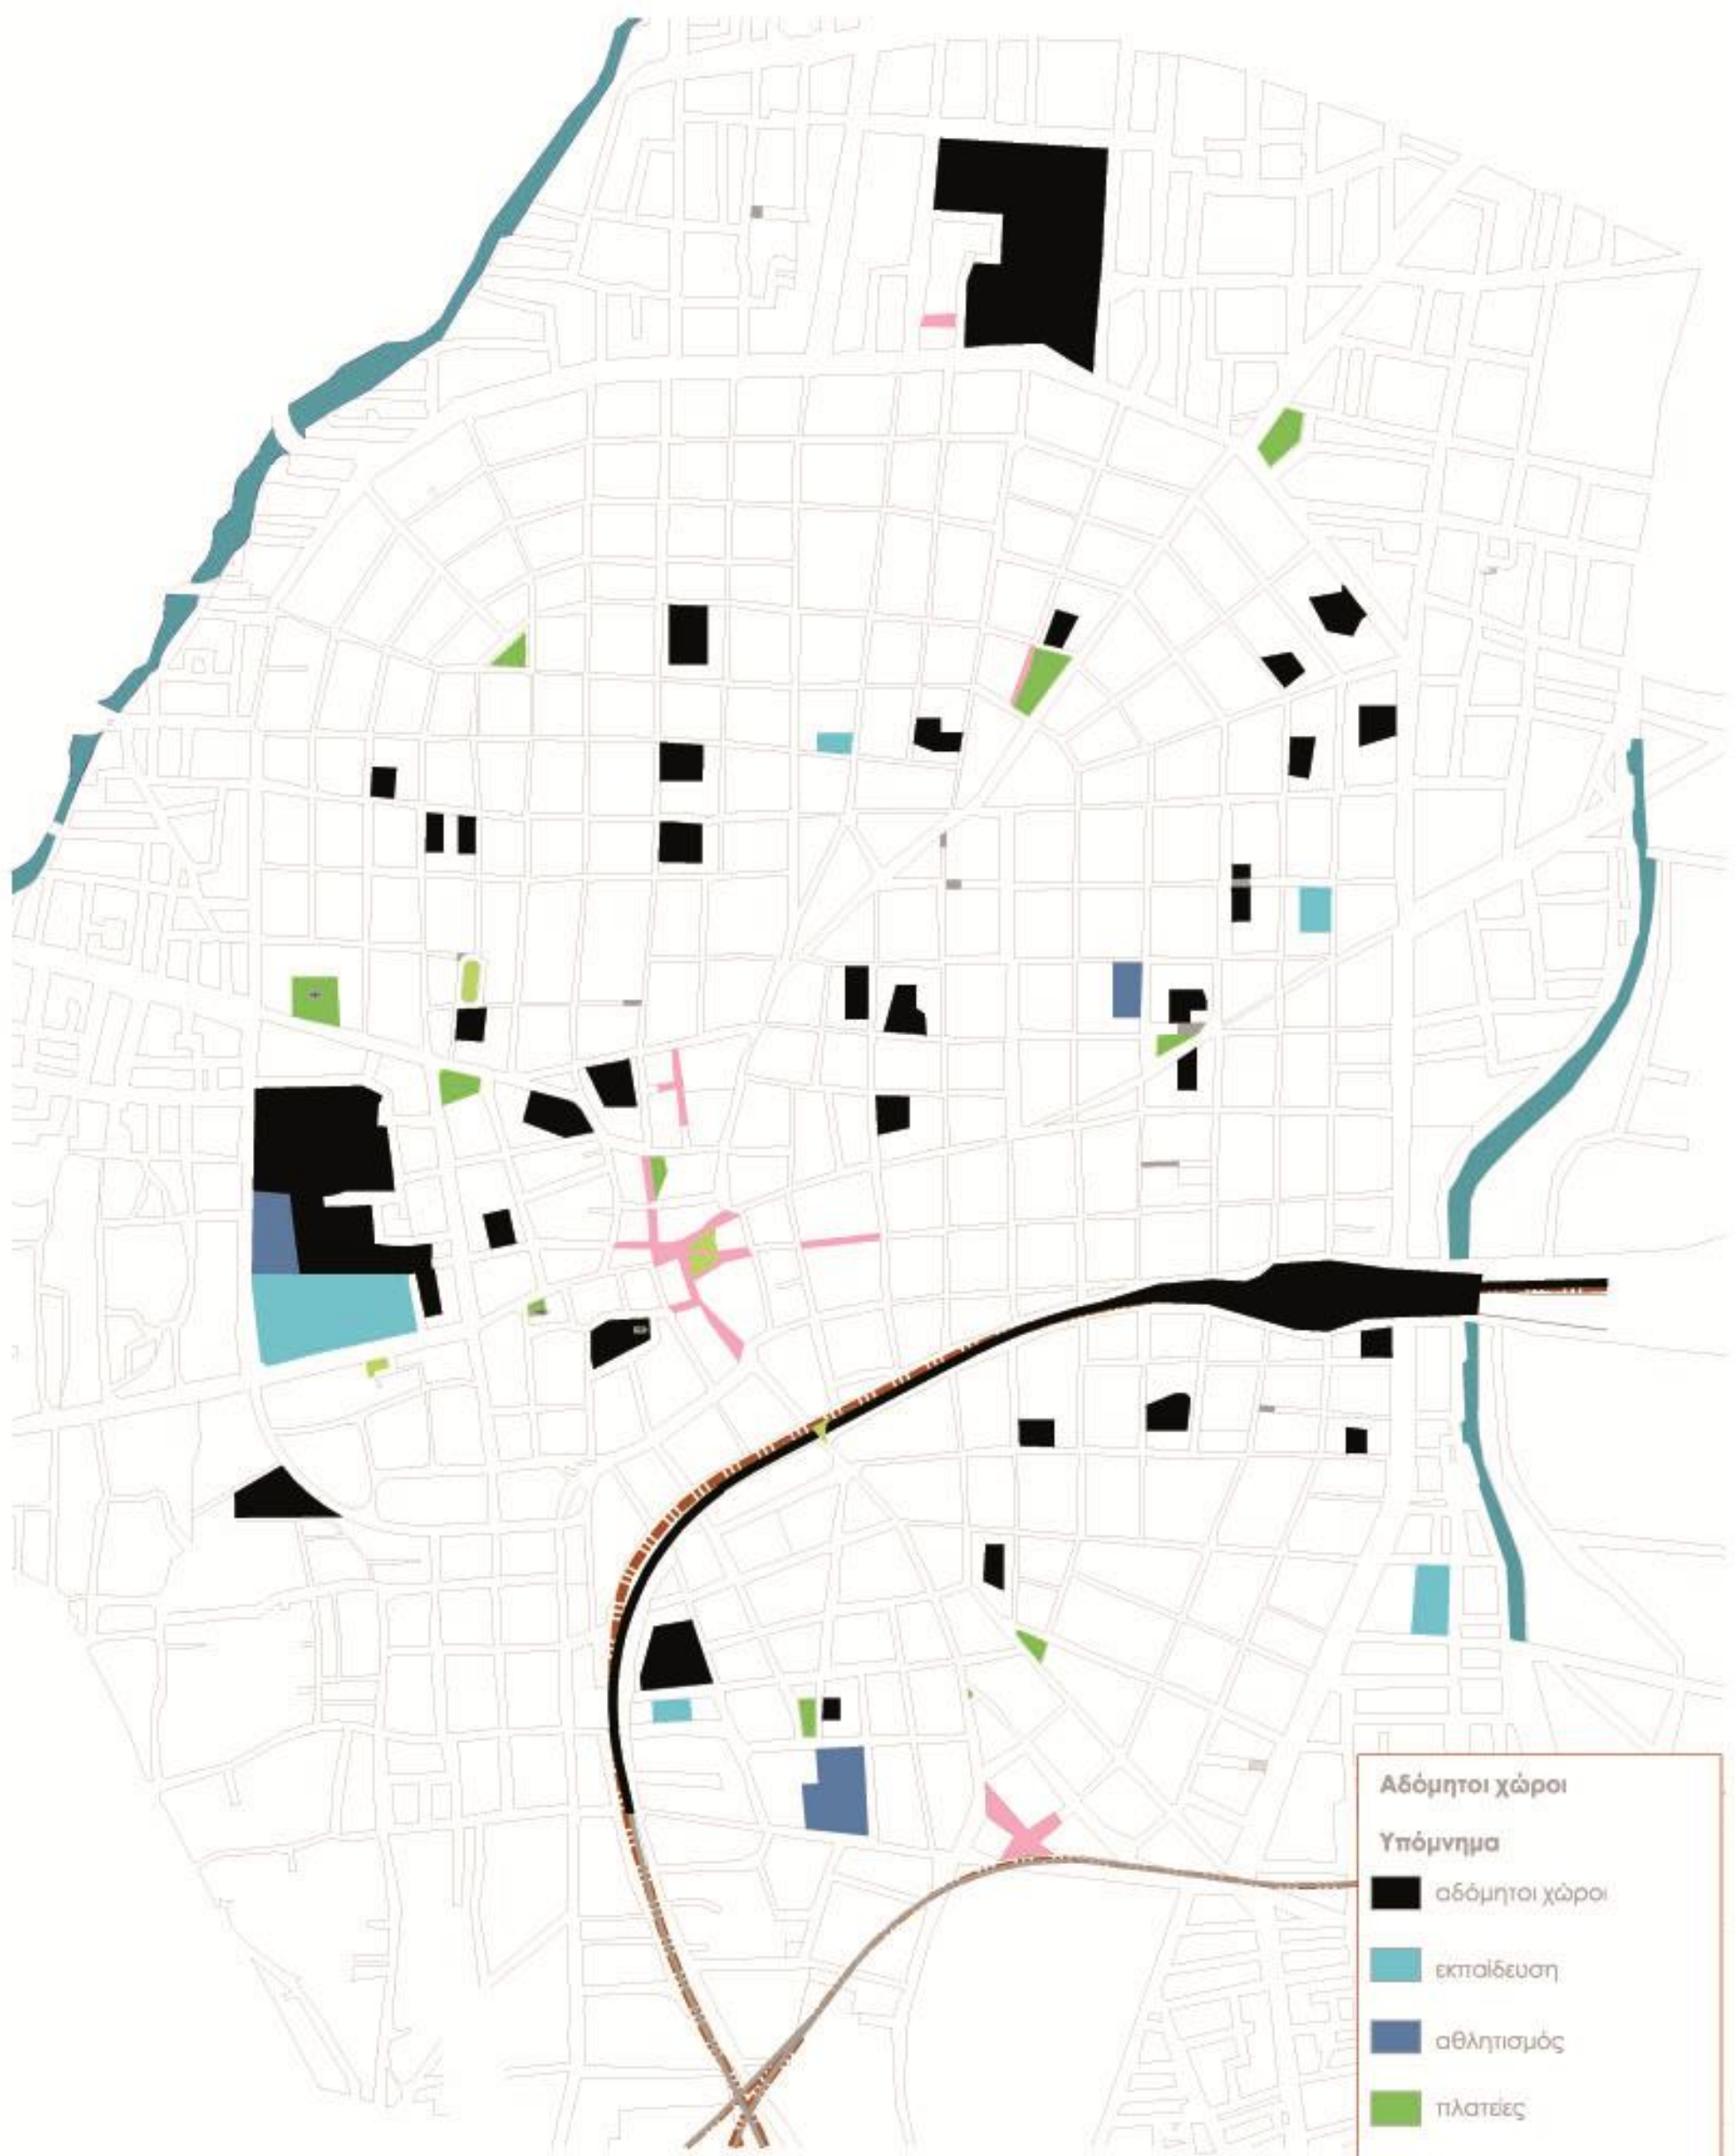 Αδόμητοι χώροι
Υπόμνημα
αδόμητοι χώροι
εκπαίδευση
αθλητισμός
πλατείες